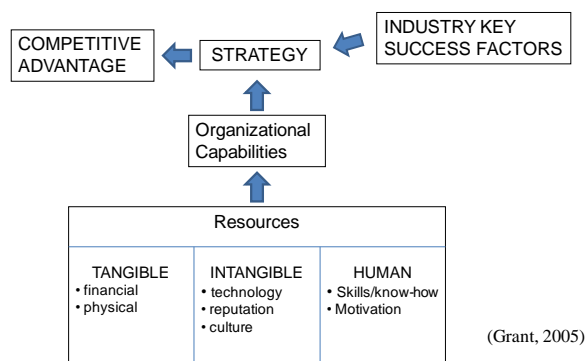 COMPETITIVE
ADVANTAGE
STRATEGY
INDUSTRY KEY
SUCCESS FACTORS
Organizational
Capabilities
Resources
TANGIBLE
• financial
• physical
INTANGIBLE
• technology
• reputation
• culture
HUMAN
• Skills/know-how
• Motivation
(Grant, 2005)